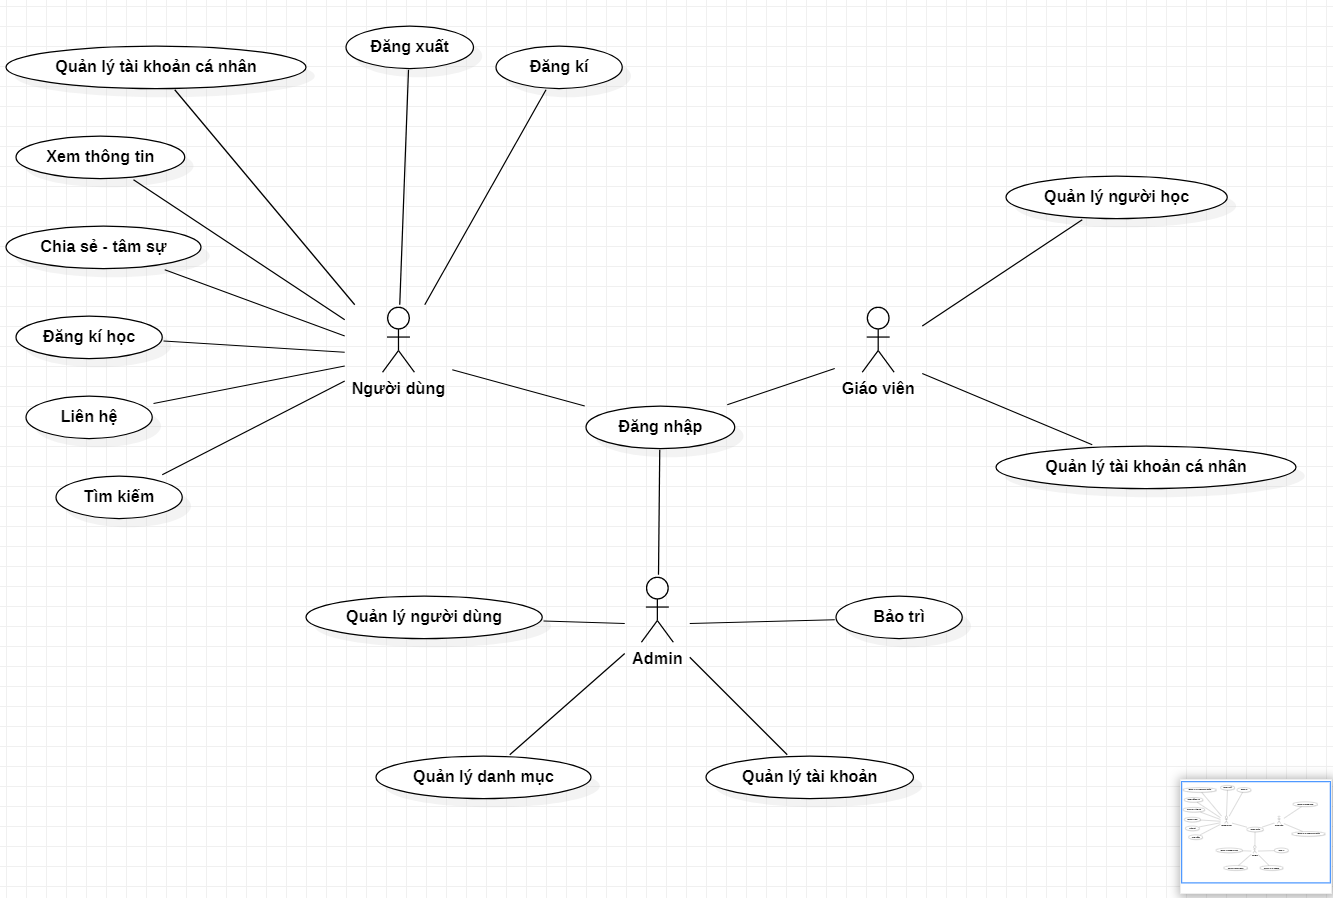 Đăng xuất
Quản lý tài khoản cá nhân
Đăng kí
Xem thông tin
Quản lý người học
Chia sẻ - tâm sự
Đăng kí học
Người dùng
Giáo viên
Liên hệ
Đăng nhập
Quản lý tài khoản cá nhân
Tìm kiếm
Quản lý người dùng
Bảo trì
Admin
Quản lý danh mục
Quản lý tài khoản